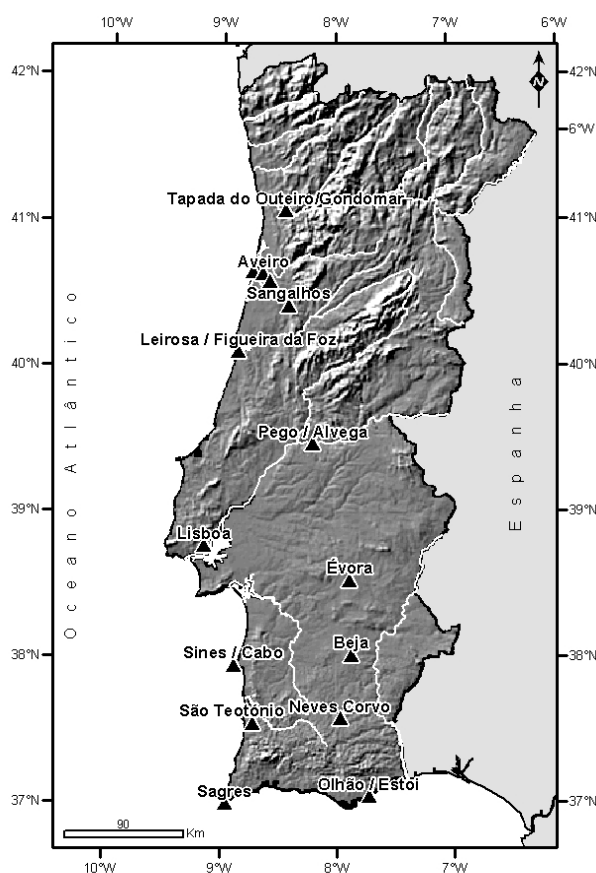 10°W 9°W 8°W 7°W 6°W
42°N 42°N
N
6°W
Tapada do Outeiro/Gondomar
41°N 41°N
Aveiro
Sangalhos
Leirosa / Figueira da Foz
40°N 40°N
Oceano Atlântico
Espanha
Pego / Alvega
39°N 39°N
Lisboa
Évora
Beja
38°N 38°N
Sines / Cabo
São Teotónio
Neves Corvo
Olhão / Estoi
Sagres
37°N 37°N
90
Km
10°W 9°W 8°W 7°W